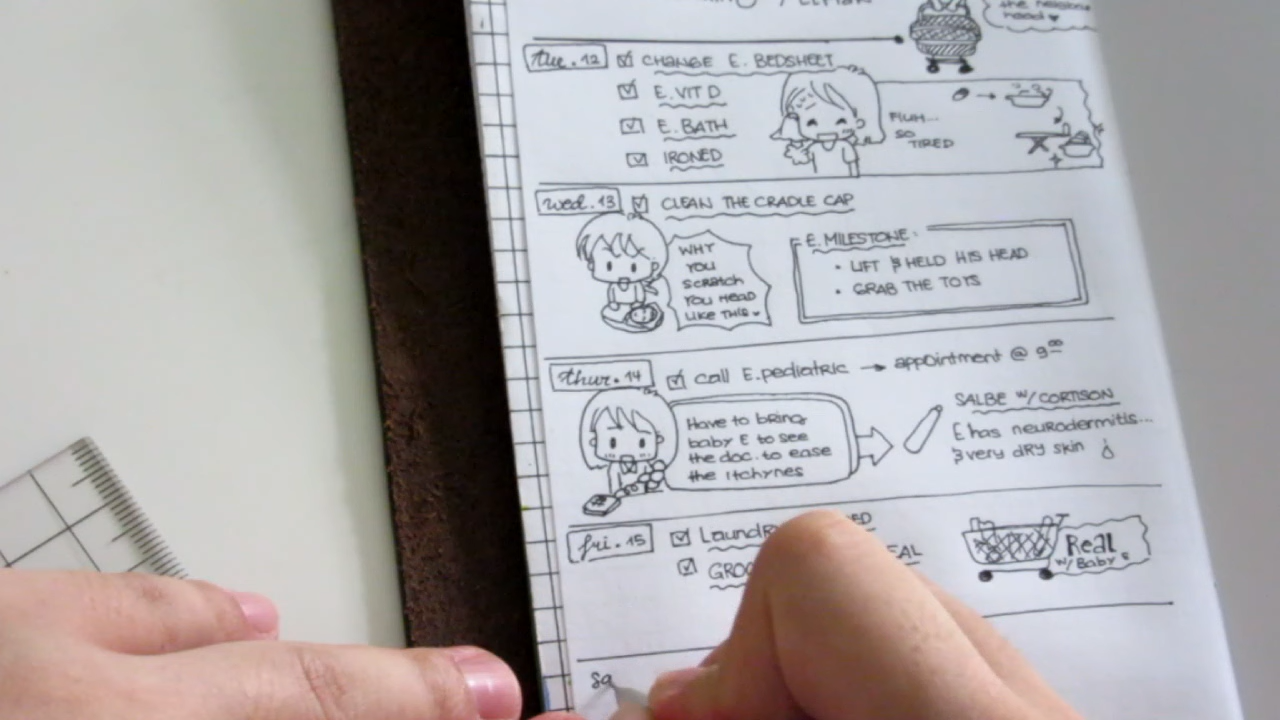 the
head ♥
tue.12 ☑ CHANGE E. BEDSHEET
☑ E.VIT D
☑ E.BATH
☑ IRONED
FIUH...
SO
TIRED
wed.13 ☑ CLEAN THE CRADLE CAP
WHY
YOU
SCRATCH
YOU HEAD
LIKE THIS ♥
E.MILESTONE:
• LIFT & HELD HIS HEAD
• GRAB THE TOYS
thur.14 ☑ call E.pediatric → appointment @ 9⁰⁰
Have to bring
baby E to see
the doc. to ease
the Itchynes
SALBE W/ CORTISON
E has neurodermitis...
& very dry skin
fri.15 ☑
☑
Real
W/ Baby
Sa